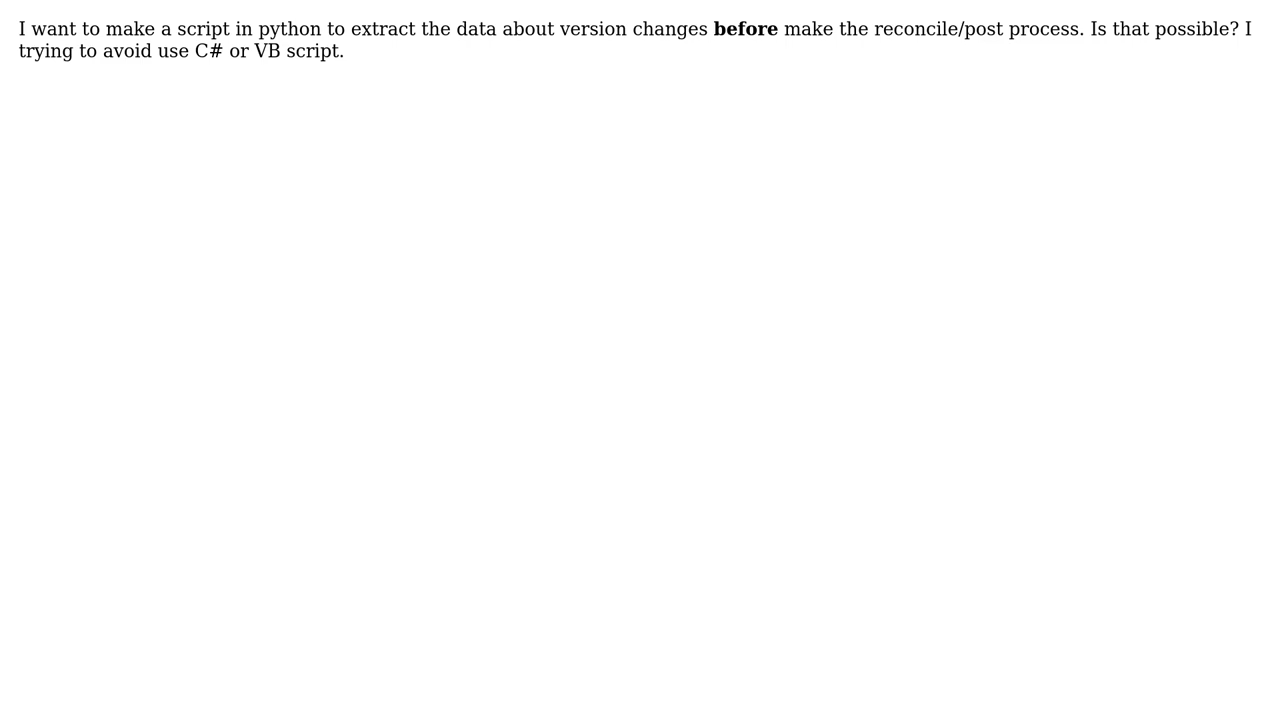 I want to make a script in python to extract the data about version changes before make the reconcile/post process. Is that possible? I
trying to avoid use C# or VB script.